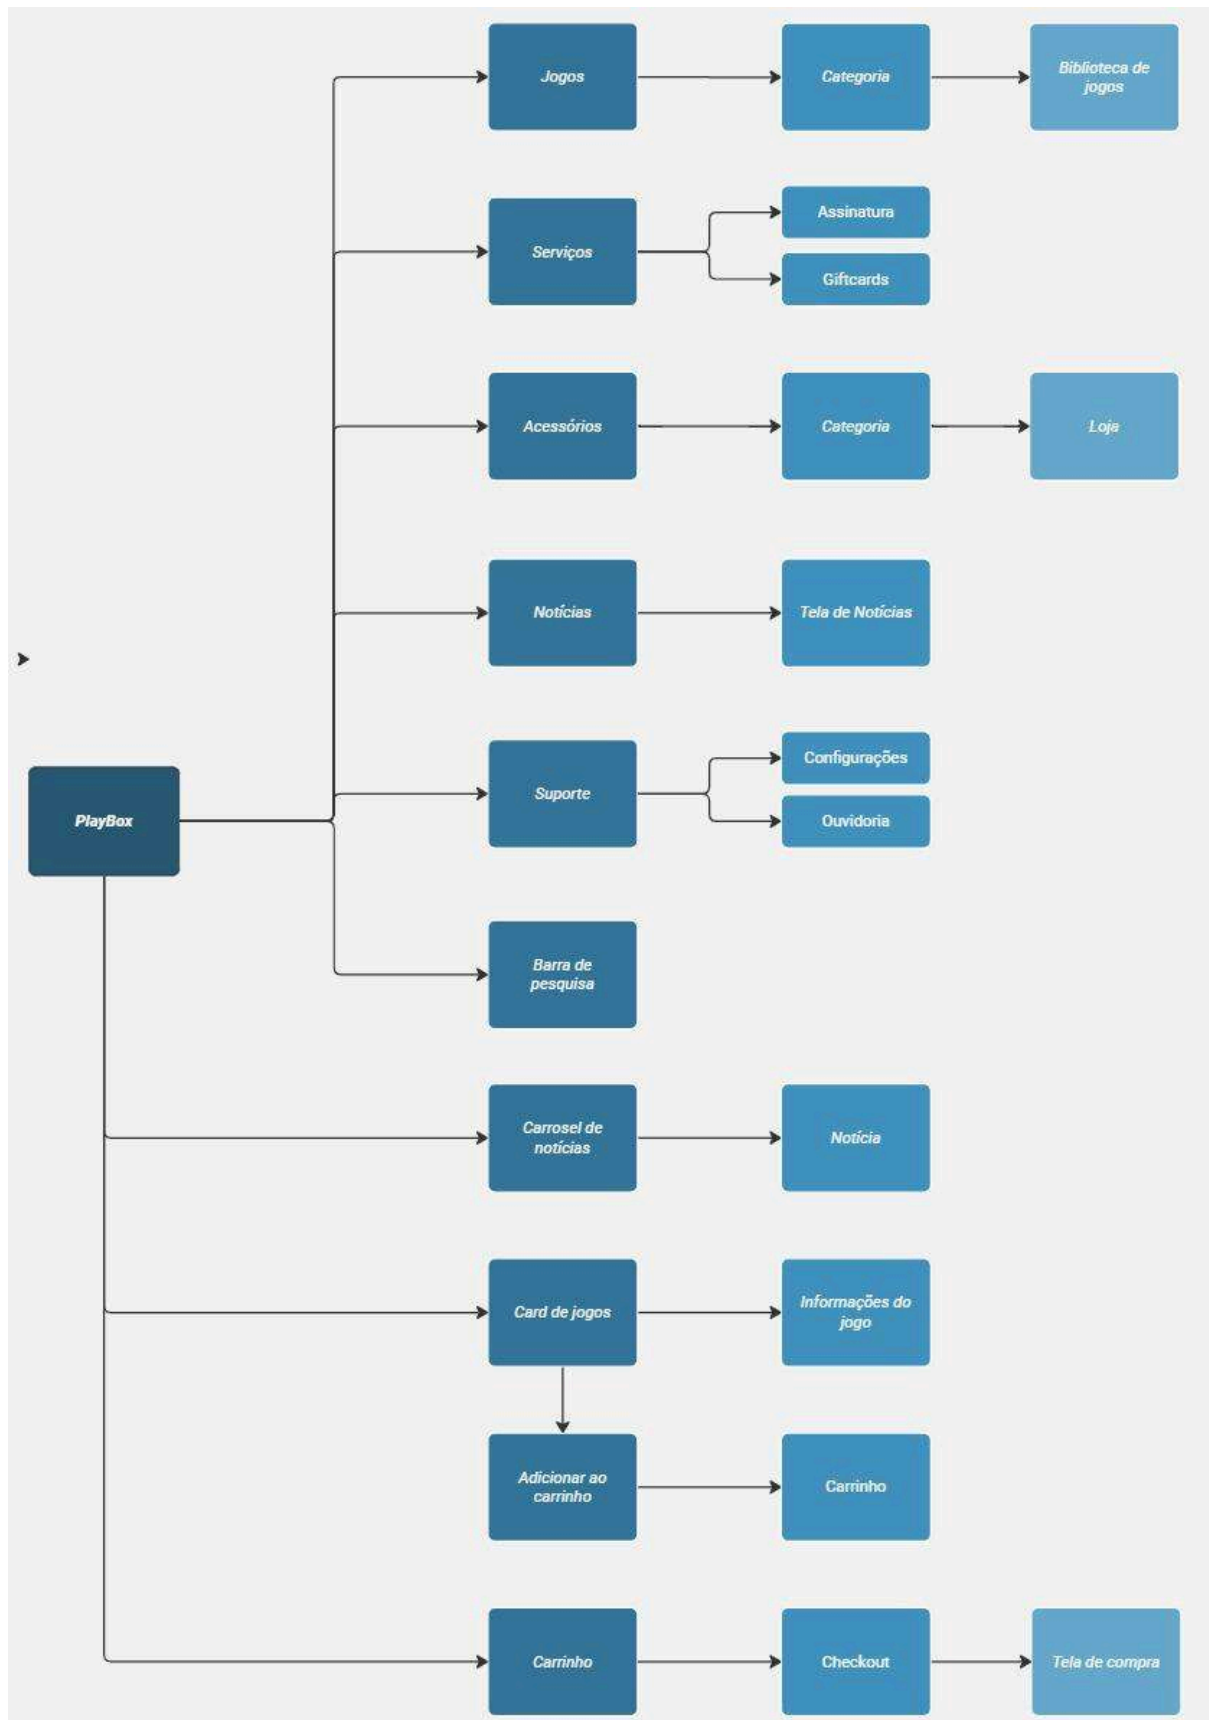 Jogos
Categoria
Biblioteca de
jogos
Serviços
Assinatura
Giftcards
Acessórios
Categoria
Loja
Notícias
Tela de Notícias
PlayBox
Suporte
Configurações
Ouvidoria
Barra de
pesquisa
Carrosel de
notícias
Notícia
Card de jogos
Informações do
jogo
Adicionar ao
carrinho
Carrinho
Carrinho
Checkout
Tela de compra